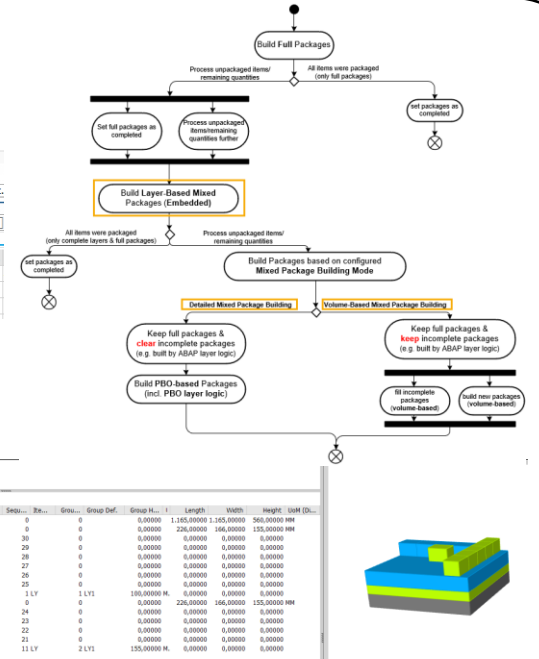 Build Full Packages
Process unpackaged items/
remaining quantities
All items were packaged
(only full packages)
set packages as
completed
Set full packages as
completed
Process unpackaged
items/remaining
quantities further
Build Layer-Based Mixed
Packages (Embedded)
All items were packaged
(only complete layers & full packages)
Process unpackaged items/
remaining quantities
set packages as
completed
Build Packages based on configured
Mixed Package Building Mode
Detailed Mixed Package Building
Volume-Based Mixed Package Building
Keep full packages &
clear incomplete packages
(e.g. built by ABAP layer logic)
Keep full packages &
keep incomplete packages
(e.g. built by ABAP layer logic)
Build PBO-based Packages
(incl. PBO layer logic)
fill incomplete
packages
(volume-based)
build new packages
(volume-based)
Sequ... Ite... Grou... Group Def. Group H... Length Width Height UoM (Di...
0 0 0,00000 1.165,00000 1.165,00000 560,00000 MM
0 0 0,00000 226,00000 166,00000 155,00000 MM
30 0 0,00000 0,00000 0,00000 0,00000
29 0 0,00000 0,00000 0,00000 0,00000
28 0 0,00000 0,00000 0,00000 0,00000
27 0 0,00000 0,00000 0,00000 0,00000
26 0 0,00000 0,00000 0,00000 0,00000
25 0 0,00000 0,00000 0,00000 0,00000
1 LY 1 LY1 180,00000 M. 0,00000 0,00000 0,00000
0 0 0,00000 226,00000 166,00000 155,00000 MM
24 0 0,00000 0,00000 0,00000 0,00000
23 0 0,00000 0,00000 0,00000 0,00000
22 0 0,00000 0,00000 0,00000 0,00000
21 0 0,00000 0,00000 0,00000 0,00000
11 LY 2 LY1 155,00000 M. 0,00000 0,00000 0,00000